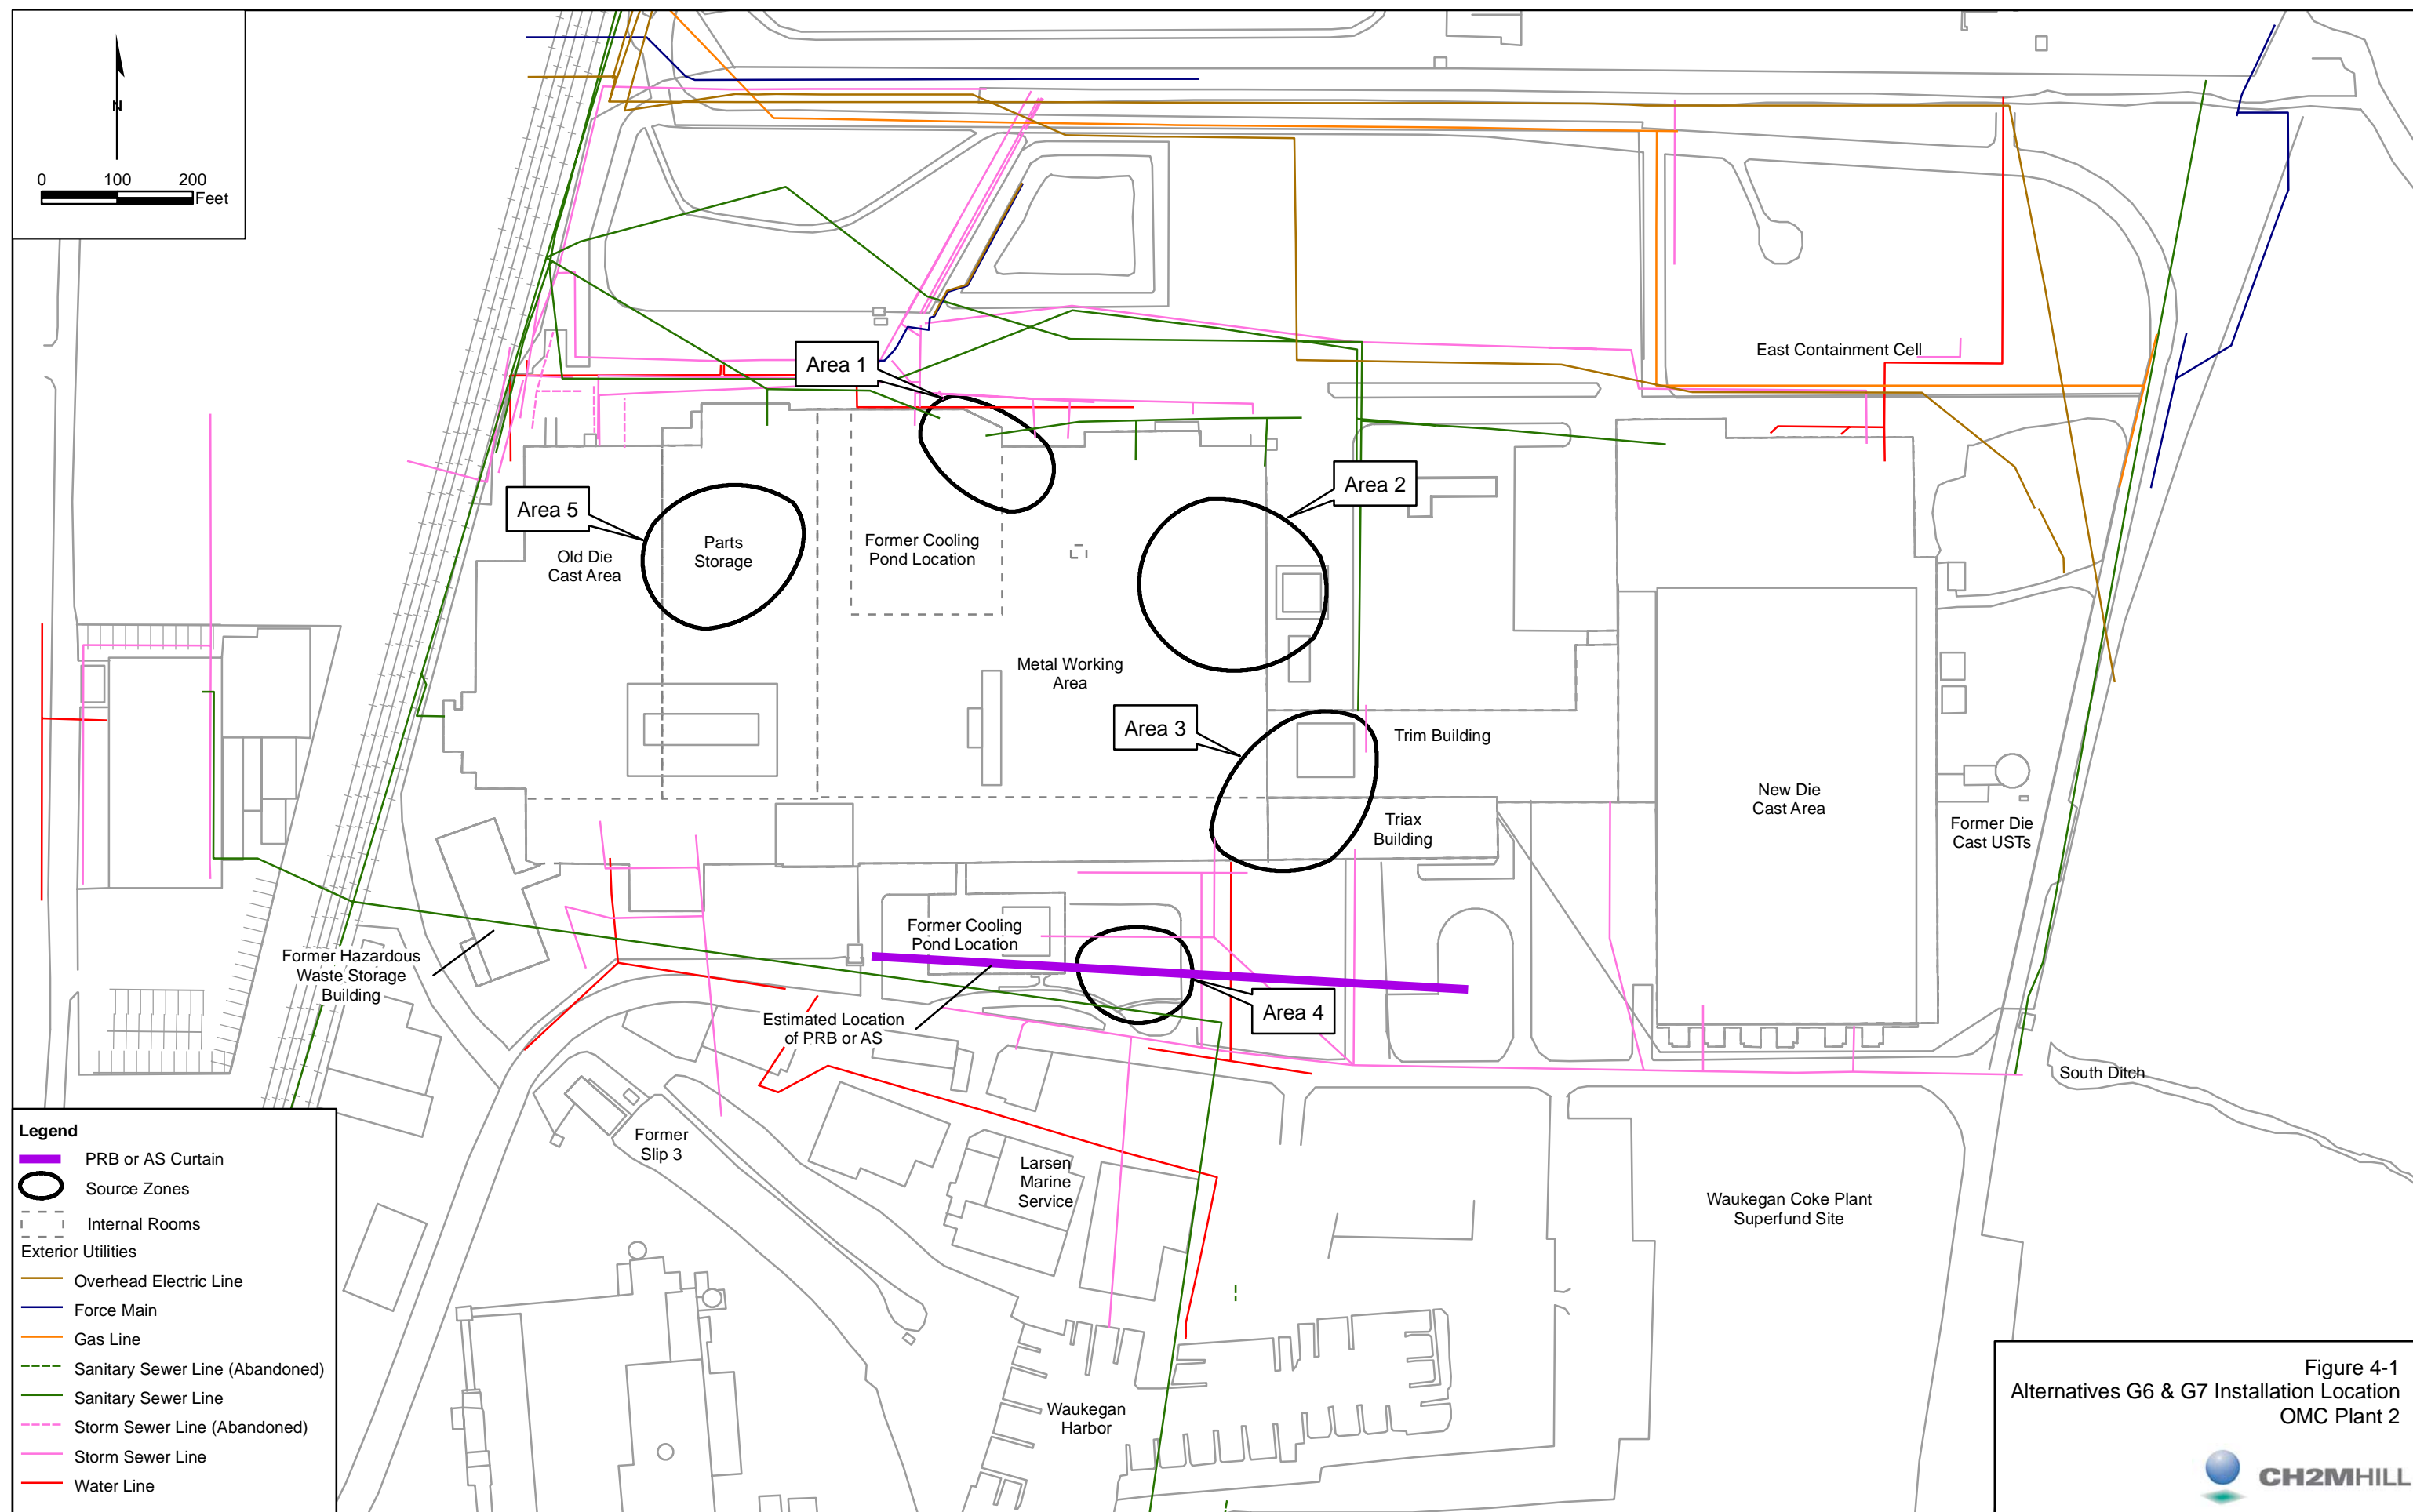 N
0 100 200
Feet
Area 1
East Containment Cell
Area 2
Area 5
Parts
Storage
Former Cooling
Pond Location
Old Die
Cast Area
Metal Working
Area
Area 3
Trim Building
New Die
Cast Area
Triax
Building
Former Die
Cast USTs
Former Cooling
Pond Location
Former Hazardous
Waste Storage
Building
Area 4
Estimated Location
of PRB or AS
South Ditch
Former
Slip 3
Larsen
Marine
Service
Waukegan Coke Plant
Superfund Site
Waukegan
Harbor
Legend
PRB or AS Curtain
Source Zones
Internal Rooms
Exterior Utilities
Overhead Electric Line
Force Main
Gas Line
Sanitary Sewer Line (Abandoned)
Sanitary Sewer Line
Storm Sewer Line (Abandoned)
Storm Sewer Line
Water Line
Figure 4-1
Alternatives G6 & G7 Installation Location
OMC Plant 2
CH2MHILL